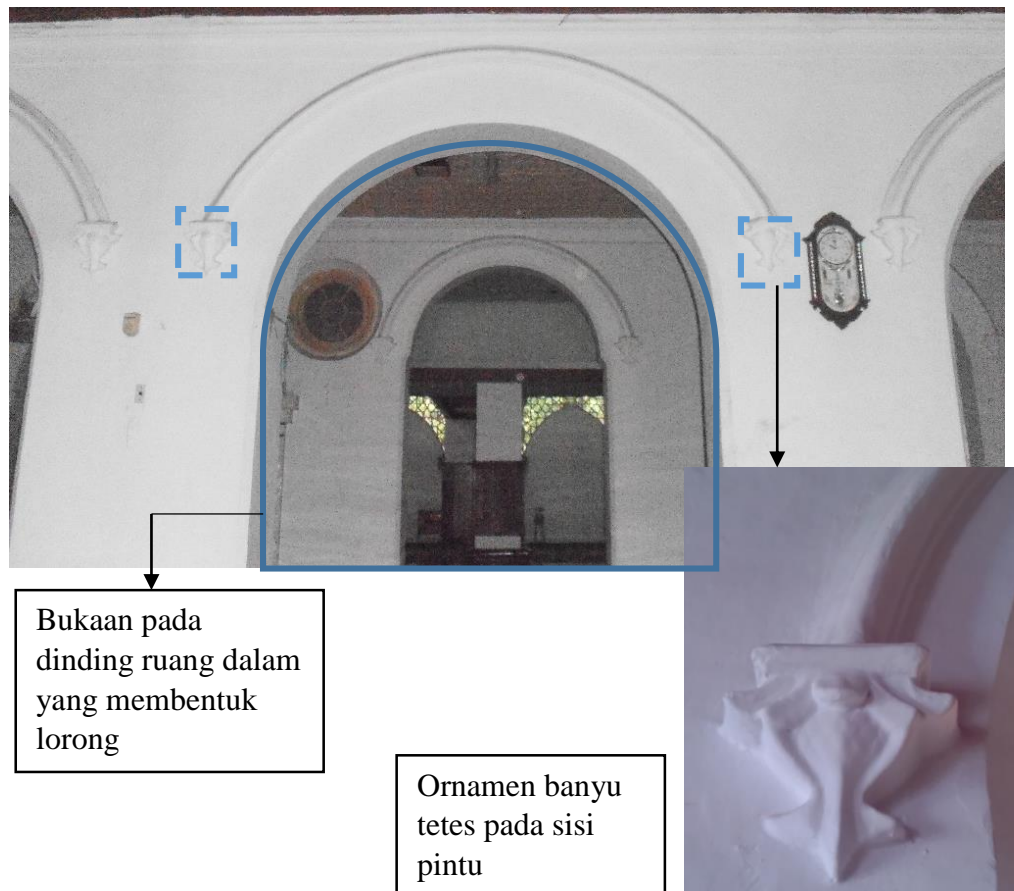 Bukaan pada
dinding ruang dalam
yang membentuk
lorong
Ornamen banyu
tetes pada sisi
pintu